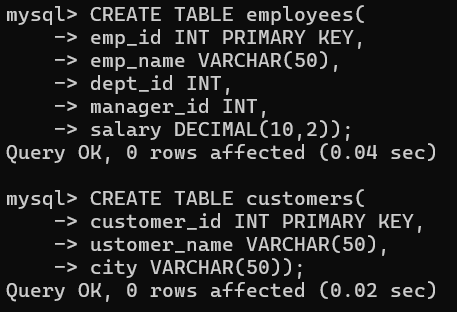 mysql> CREATE TABLE employees(
    -> emp_id INT PRIMARY KEY,
    -> emp_name VARCHAR(50),
    -> dept_id INT,
    -> manager_id INT,
    -> salary DECIMAL(10,2));
Query OK, 0 rows affected (0.04 sec)

mysql> CREATE TABLE customers(
    -> customer_id INT PRIMARY KEY,
    -> ustomer_name VARCHAR(50),
    -> city VARCHAR(50));
Query OK, 0 rows affected (0.02 sec)